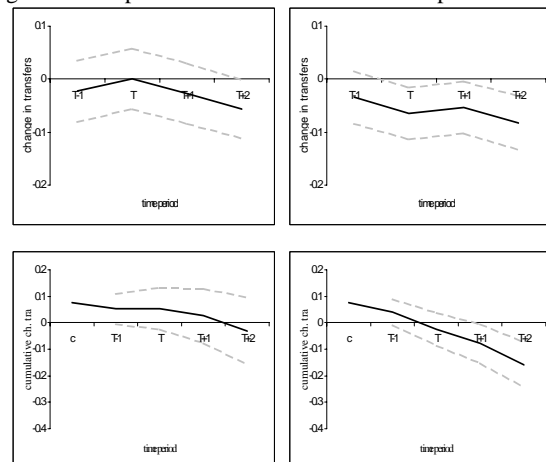 change in transfers
0.1
0
-0.1
-0.2
T-1 T T+1 T+2
time period
change in transfers
0.1
0
-0.1
-0.2
T-1 T T+1 T+2
time period
cumulative ch. tra
0.2
0.1
0
-0.1
-0.2
-0.3
-0.4
c T-1 T T+1 T+2
time period
cumulative ch. tra
0.2
0.1
0
-0.1
-0.2
-0.3
-0.4
c T-1 T T+1 T+2
time period